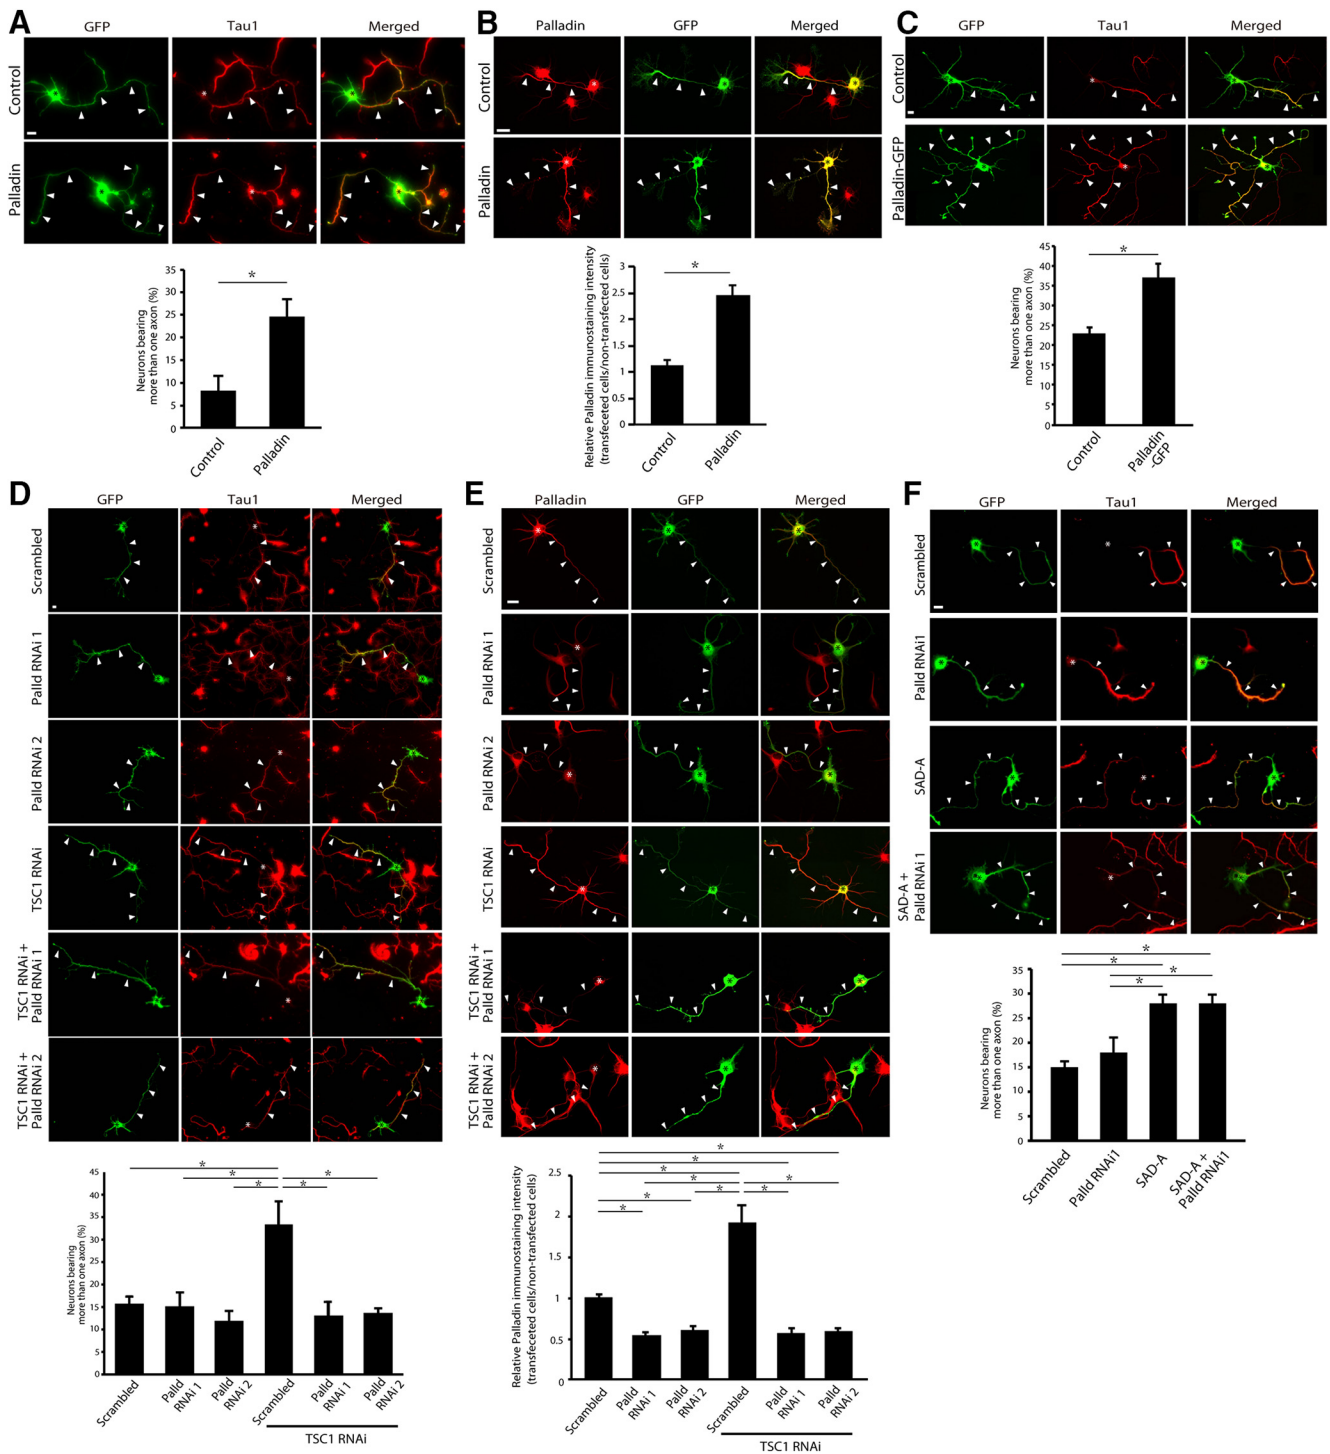 A
GFP
Tau1
Merged
Control
Palladin
Neurons bearing
more than one axon (%)
35
30
25
20
15
10
5
0
*
Control
Palladin
B
Palladin
GFP
Merged
Control
Palladin
Relative Palladin immunostaining intensity
(transfeceted cells/non-transfected cells)
3
2.5
2
1.5
1
0.5
0
*
Control
Palladin
C
GFP
Tau1
Merged
Control
Palladin-GFP
Neurons bearing
more than one axon (%)
45
40
35
30
25
20
15
10
5
0
*
Control
Palladin
-GFP
D
GFP
Tau1
Merged
Scrambled
Palld RNAi 1
Palld RNAi 2
TSC1 RNAi
TSC1 RNAi +
Palld RNAi 1
TSC1 RNAi +
Palld RNAi 2
Neurons bearing
more than one axon (%)
45
40
35
30
25
20
15
10
5
0
* * * * *
Scrambled
Palld
RNAi 1
Palld
RNAi 2
Scrambled
Palld
RNAi 1
Palld
RNAi 2
TSC1 RNAi
E
Palladin
GFP
Merged
Scrambled
Palld RNAi 1
Palld RNAi 2
TSC1 RNAi
TSC1 RNAi +
Palld RNAi 1
TSC1 RNAi +
Palld RNAi 2
Relative Palladin immunostaining intensity
(transfeceted cells/non-transfected cells)
2.5
2
1.5
1
0.5
0
* * * * * * * * *
Scrambled
Palld
RNAi 1
Palld
RNAi 2
Scrambled
Palld
RNAi 1
Palld
RNAi 2
TSC1 RNAi
F
GFP
Tau1
Merged
Scrambled
Palld RNAi1
SAD-A
SAD-A +
Palld RNAi 1
Neurons bearing
more than one axon (%)
35
30
25
20
15
10
5
0
* * * *
Scrambled
Palld RNAi1
SAD-A
SAD-A +
Palld RNAi1